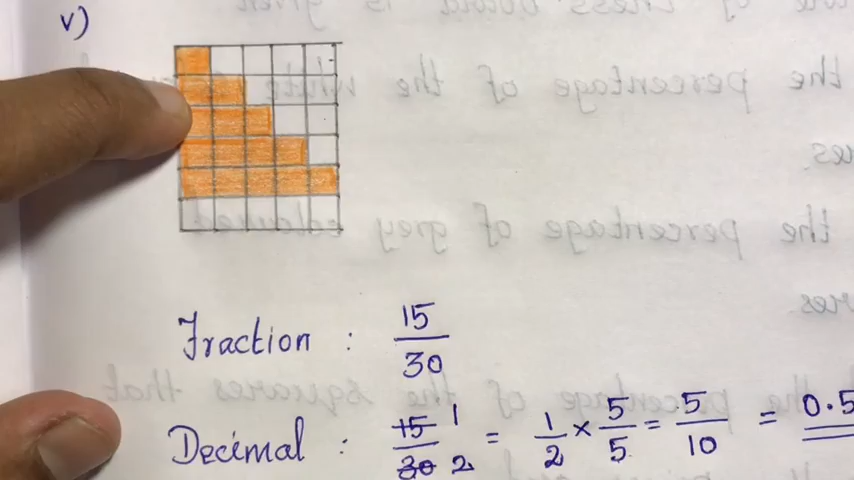 v)
Fraction : 15/30
Decimal : 15/30 1/2 = 1/2 × 5/5 = 5/10 = 0.5